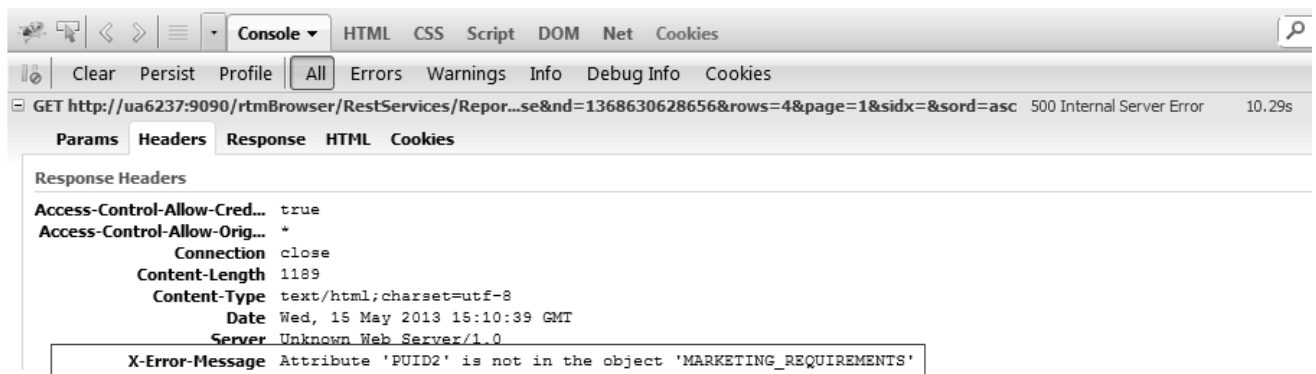 Console HTML CSS Script DOM Net Cookies
Clear Persist Profile All Errors Warnings Info Debug Info Cookies
GET http://ua6237:9090/rtmBrowser/RestServices/Repor...se&nd=1368630628656&rows=4&page=1&sidx=&sord=asc 500 Internal Server Error 10.29s
Params Headers Response HTML Cookies
Response Headers
Access-Control-Allow-Cred... true
Access-Control-Allow-Orig... *
Connection close
Content-Length 1189
Content-Type text/html;charset=utf-8
Date Wed, 15 May 2013 15:10:39 GMT
Server Unknown Web Server/1.0
X-Error-Message Attribute 'PUID2' is not in the object 'MARKETING_REQUIREMENTS'